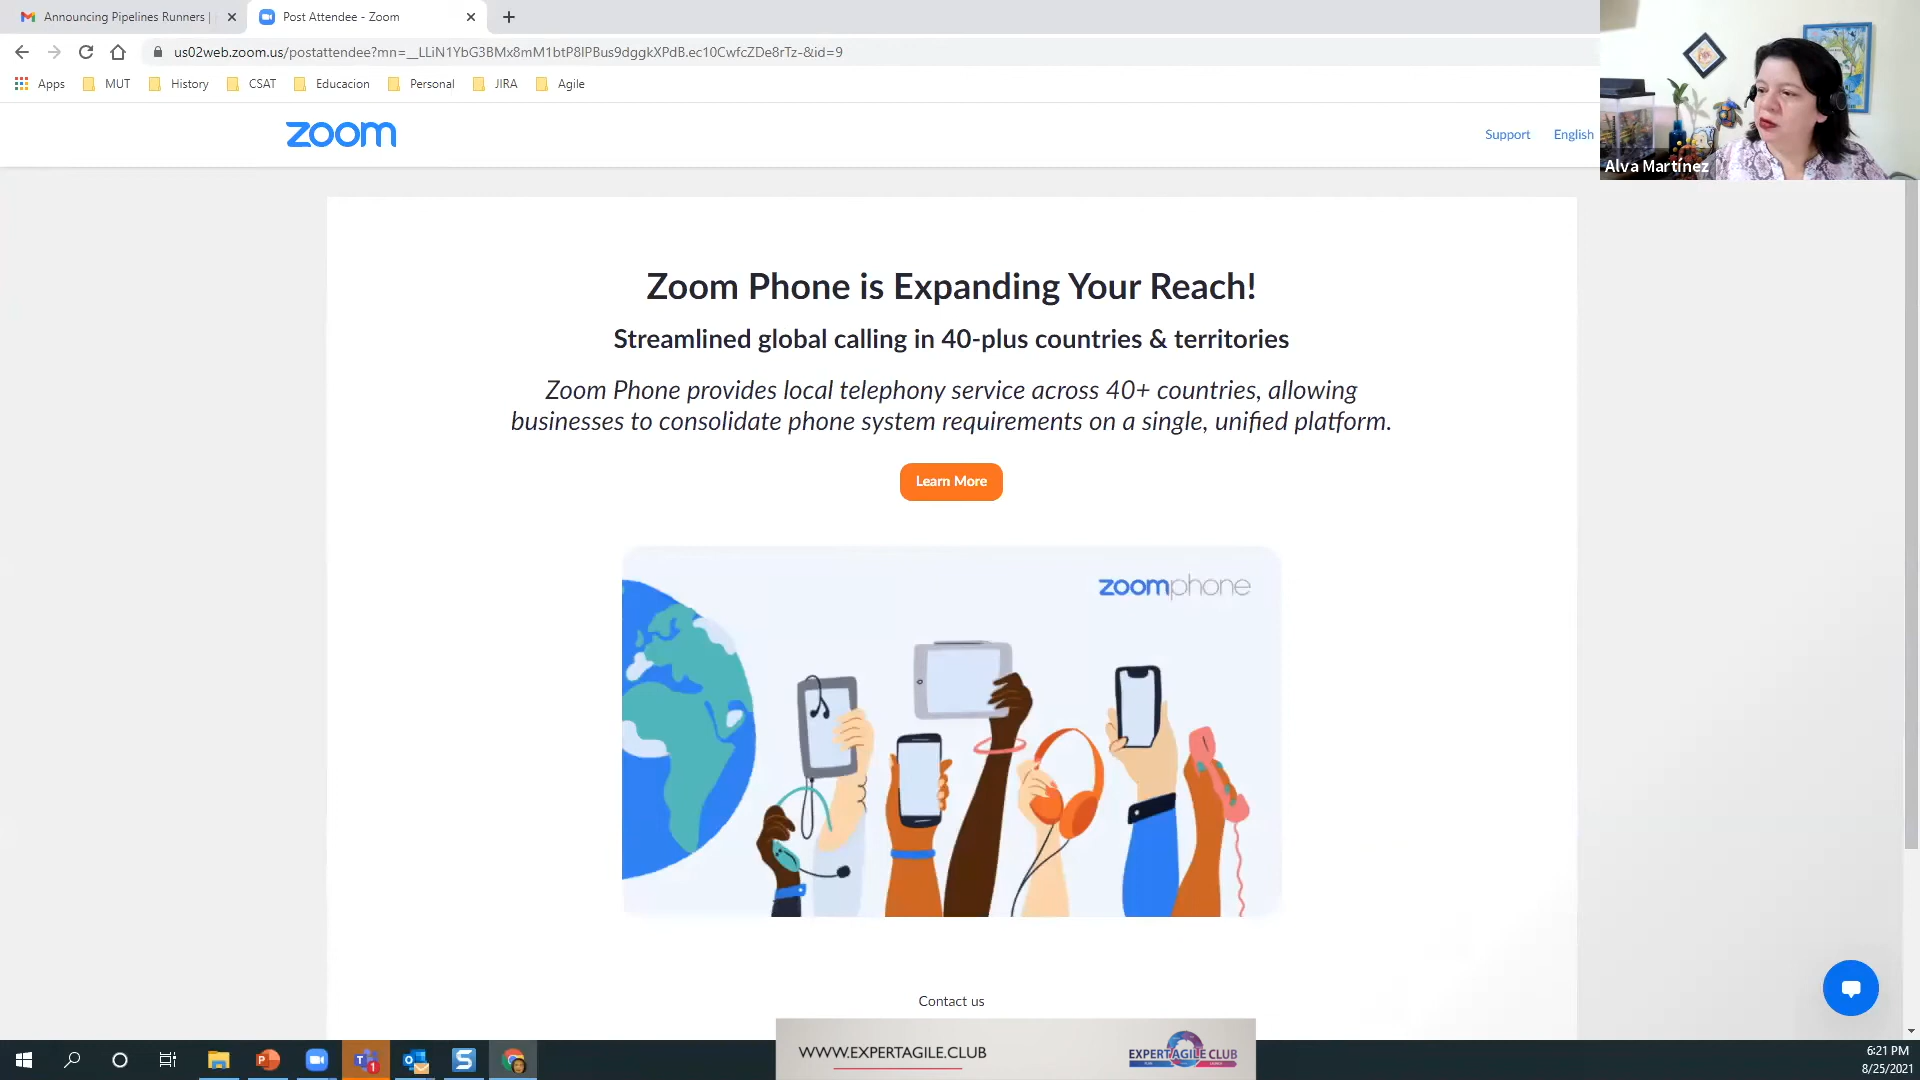 Announcing Pipelines Runners |
Post Attendee - Zoom
us02web.zoom.us/postattendee?mn=__LLiN1YbG3BMx8mM1btP8IPBus9dggkXPdB.ec10CwfcZDe8rTz-&id=9
Apps MUT History CSAT Educacion Personal JIRA Agile
zoom
Support English
Alva Martínez
Zoom Phone is Expanding Your Reach!
Streamlined global calling in 40-plus countries & territories
Zoom Phone provides local telephony service across 40+ countries, allowing
businesses to consolidate phone system requirements on a single, unified platform.
Learn More
zoomphone
Contact us
WWW.EXPERTAGILE.CLUB
EXPERT AGILE CLUB
6:21 PM
8/25/2021